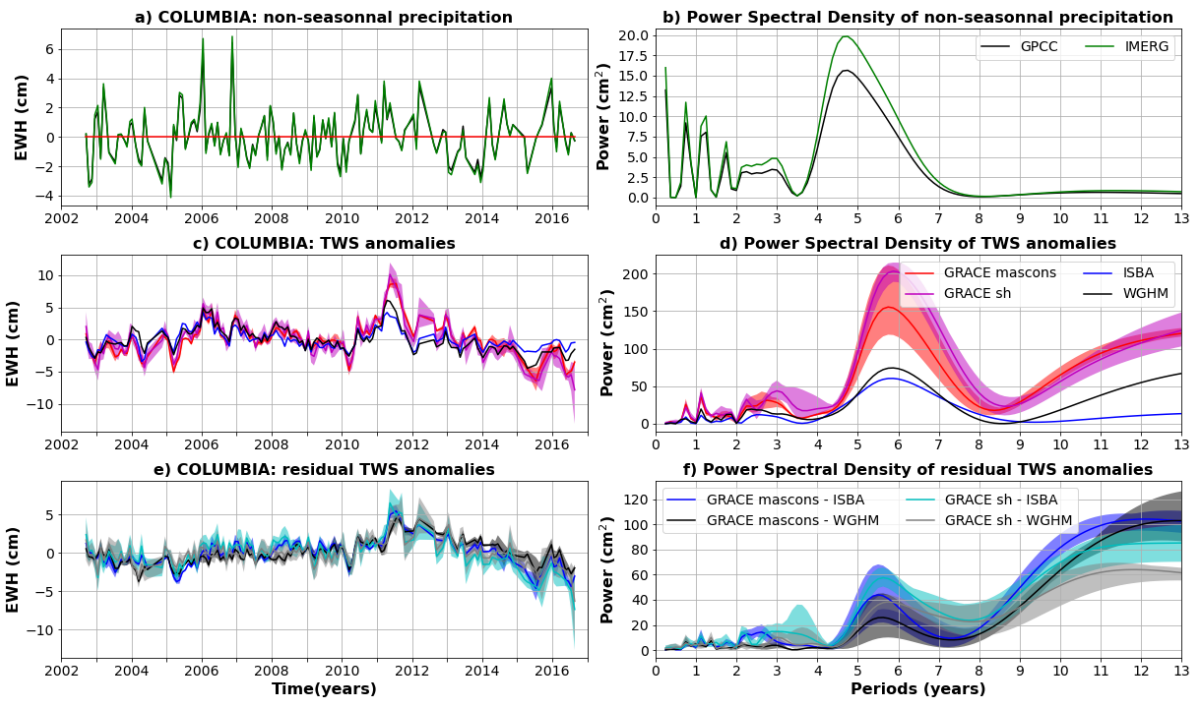 a) COLUMBIA: non-seasonnal precipitation
EWH (cm)
6
4
2
0
−2
−4
2002 2004 2006 2008 2010 2012 2014 2016
b) Power Spectral Density of non-seasonnal precipitation
Power (cm²)
20.0
17.5
15.0
12.5
10.0
7.5
5.0
2.5
0.0
GPCC IMERG
0 1 2 3 4 5 6 7 8 9 10 11 12 13
c) COLUMBIA: TWS anomalies
EWH (cm)
10
5
0
−5
−10
2002 2004 2006 2008 2010 2012 2014 2016
d) Power Spectral Density of TWS anomalies
Power (cm²)
200
150
100
50
0
GRACE mascons ISBA
GRACE sh WGHM
0 1 2 3 4 5 6 7 8 9 10 11 12 13
e) COLUMBIA: residual TWS anomalies
EWH (cm)
5
0
−5
−10
2002 2004 2006 2008 2010 2012 2014 2016
Time(years)
f) Power Spectral Density of residual TWS anomalies
Power (cm²)
120
100
80
60
40
20
0
GRACE mascons - ISBA GRACE sh - ISBA
GRACE mascons - WGHM GRACE sh - WGHM
0 1 2 3 4 5 6 7 8 9 10 11 12 13
Periods (years)